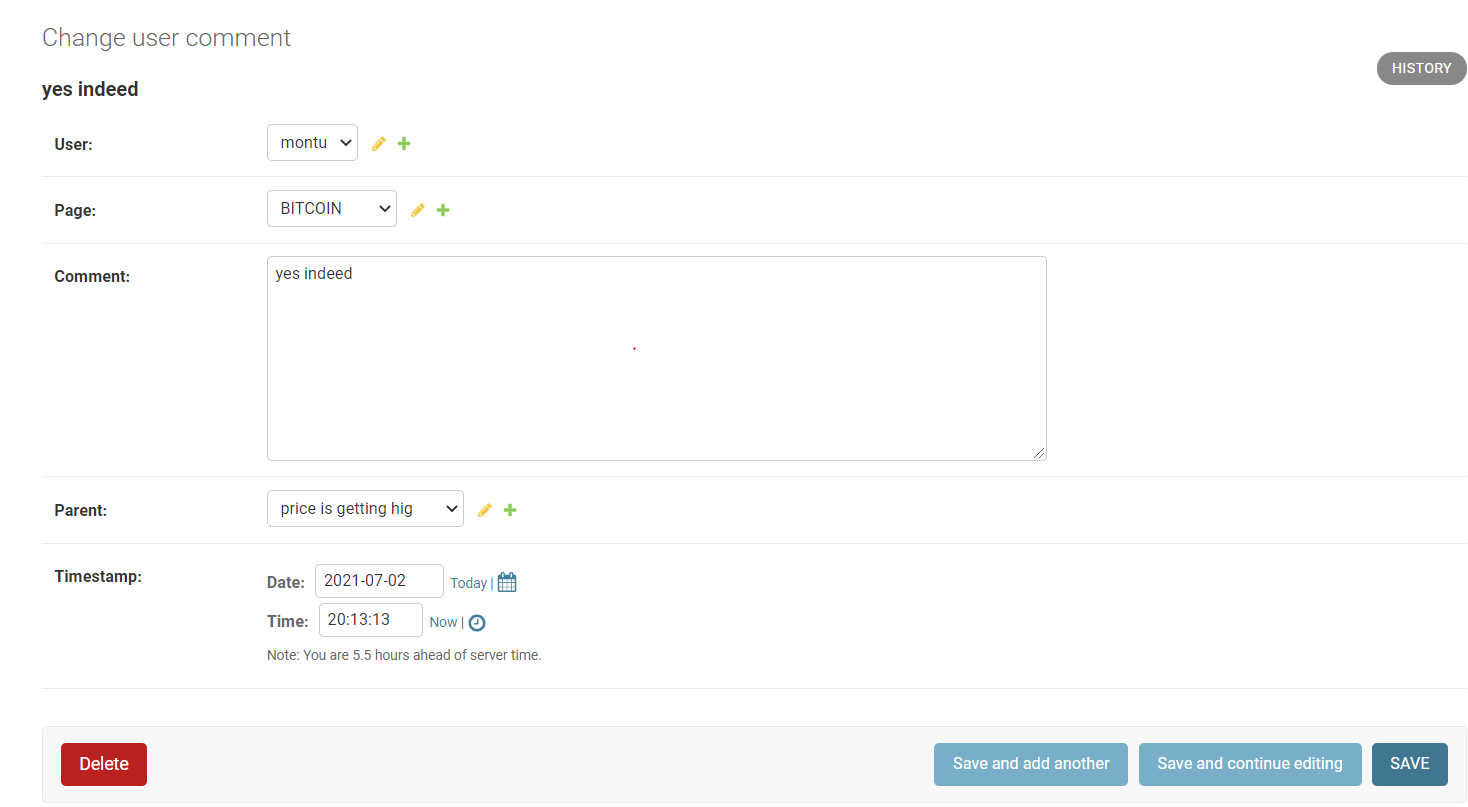 Change user comment
HISTORY
yes indeed
User: montu
Page: BITCOIN
Comment: yes indeed
Parent: price is getting hig
Timestamp:
Date: 2021-07-02 Today |
Time: 20:13:13 Now |
Note: You are 5.5 hours ahead of server time.
Delete Save and add another Save and continue editing SAVE